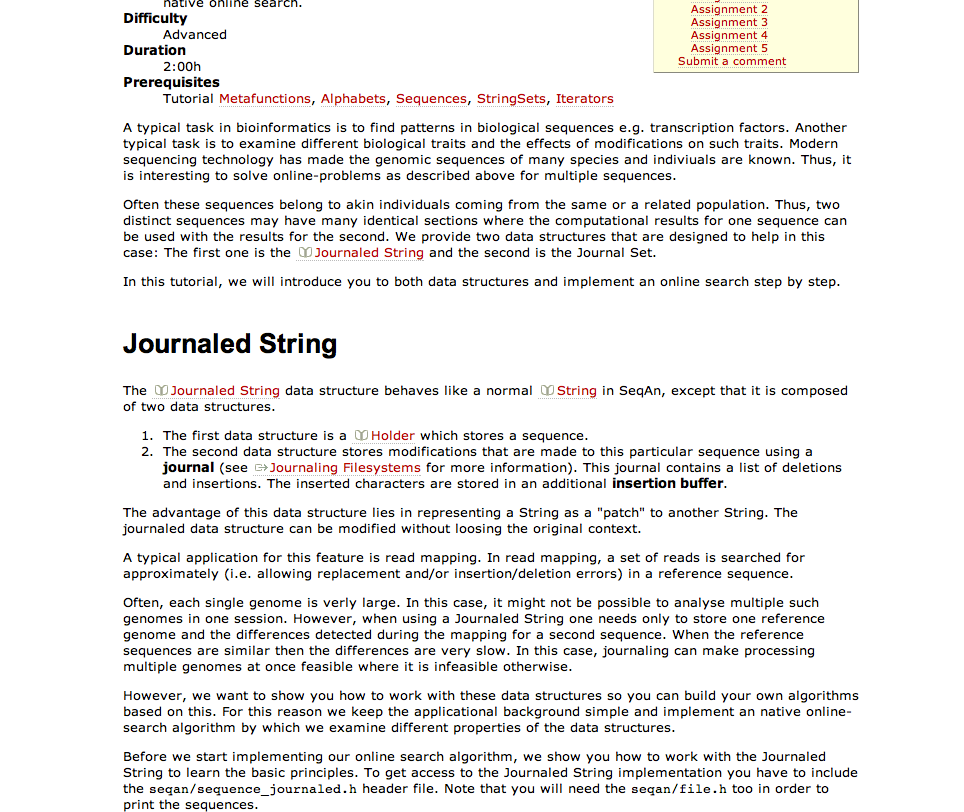 native online search.
Difficulty
Advanced
Duration
2:00h
Prerequisites
Tutorial Metafunctions, Alphabets, Sequences, StringSets, Iterators
Assignment 2
Assignment 3
Assignment 4
Assignment 5
Submit a comment
A typical task in bioinformatics is to find patterns in biological sequences e.g. transcription factors. Another
typical task is to examine different biological traits and the effects of modifications on such traits. Modern
sequencing technology has made the genomic sequences of many species and indiviuals are known. Thus, it
is interesting to solve online-problems as described above for multiple sequences.
Often these sequences belong to akin individuals coming from the same or a related population. Thus, two
distinct sequences may have many identical sections where the computational results for one sequence can
be used with the results for the second. We provide two data structures that are designed to help in this
case: The first one is the Journaled String and the second is the Journal Set.
In this tutorial, we will introduce you to both data structures and implement an online search step by step.
Journaled String
The Journaled String data structure behaves like a normal String in SeqAn, except that it is composed
of two data structures.
1. The first data structure is a Holder which stores a sequence.
2. The second data structure stores modifications that are made to this particular sequence using a
journal (see Journaling Filesystems for more information). This journal contains a list of deletions
and insertions. The inserted characters are stored in an additional insertion buffer.
The advantage of this data structure lies in representing a String as a "patch" to another String. The
journaled data structure can be modified without loosing the original context.
A typical application for this feature is read mapping. In read mapping, a set of reads is searched for
approximately (i.e. allowing replacement and/or insertion/deletion errors) in a reference sequence.
Often, each single genome is verly large. In this case, it might not be possible to analyse multiple such
genomes in one session. However, when using a Journaled String one needs only to store one reference
genome and the differences detected during the mapping for a second sequence. When the reference
sequences are similar then the differences are very slow. In this case, journaling can make processing
multiple genomes at once feasible where it is infeasible otherwise.
However, we want to show you how to work with these data structures so you can build your own algorithms
based on this. For this reason we keep the applicational background simple and implement an native online-
search algorithm by which we examine different properties of the data structures.
Before we start implementing our online search algorithm, we show you how to work with the Journaled
String to learn the basic principles. To get access to the Journaled String implementation you have to include
the seqan/sequence_journaled.h header file. Note that you will need the seqan/file.h too in order to
print the sequences.